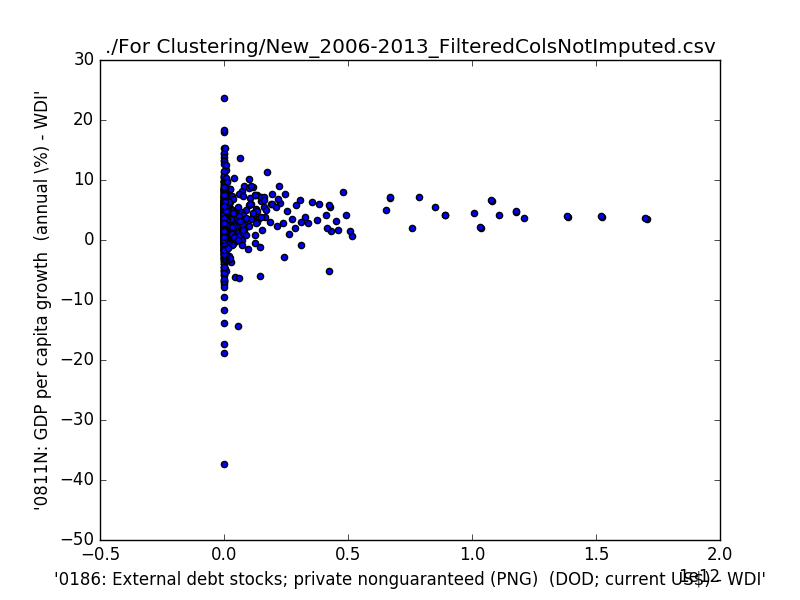 ./For Clustering/New_2006-2013_FilteredColsNotImputed.csv
'0811N: GDP per capita growth  (annual \%) - WDI'
30
20
10
0
−10
−20
−30
−40
−50
−0.5 0.0 0.5 1.0 1.5 2.0
1e12
'0186: External debt stocks; private nonguaranteed (PNG)  (DOD; current US$) - WDI'